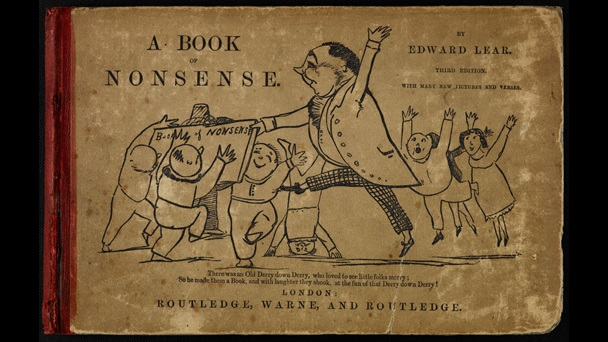 A BOOK
OF
NONSENSE.
BY
EDWARD LEAR.
THIRD EDITION,
WITH MANY NEW PICTURES AND VERSES.
Book of NONSENSE
There was an Old Derry down Derry, who loved to see little folks merry;
So he made them a Book, and with laughter they shook, at the fun of that Derry down Derry!
LONDON:
ROUTLEDGE, WARNE, AND ROUTLEDGE.